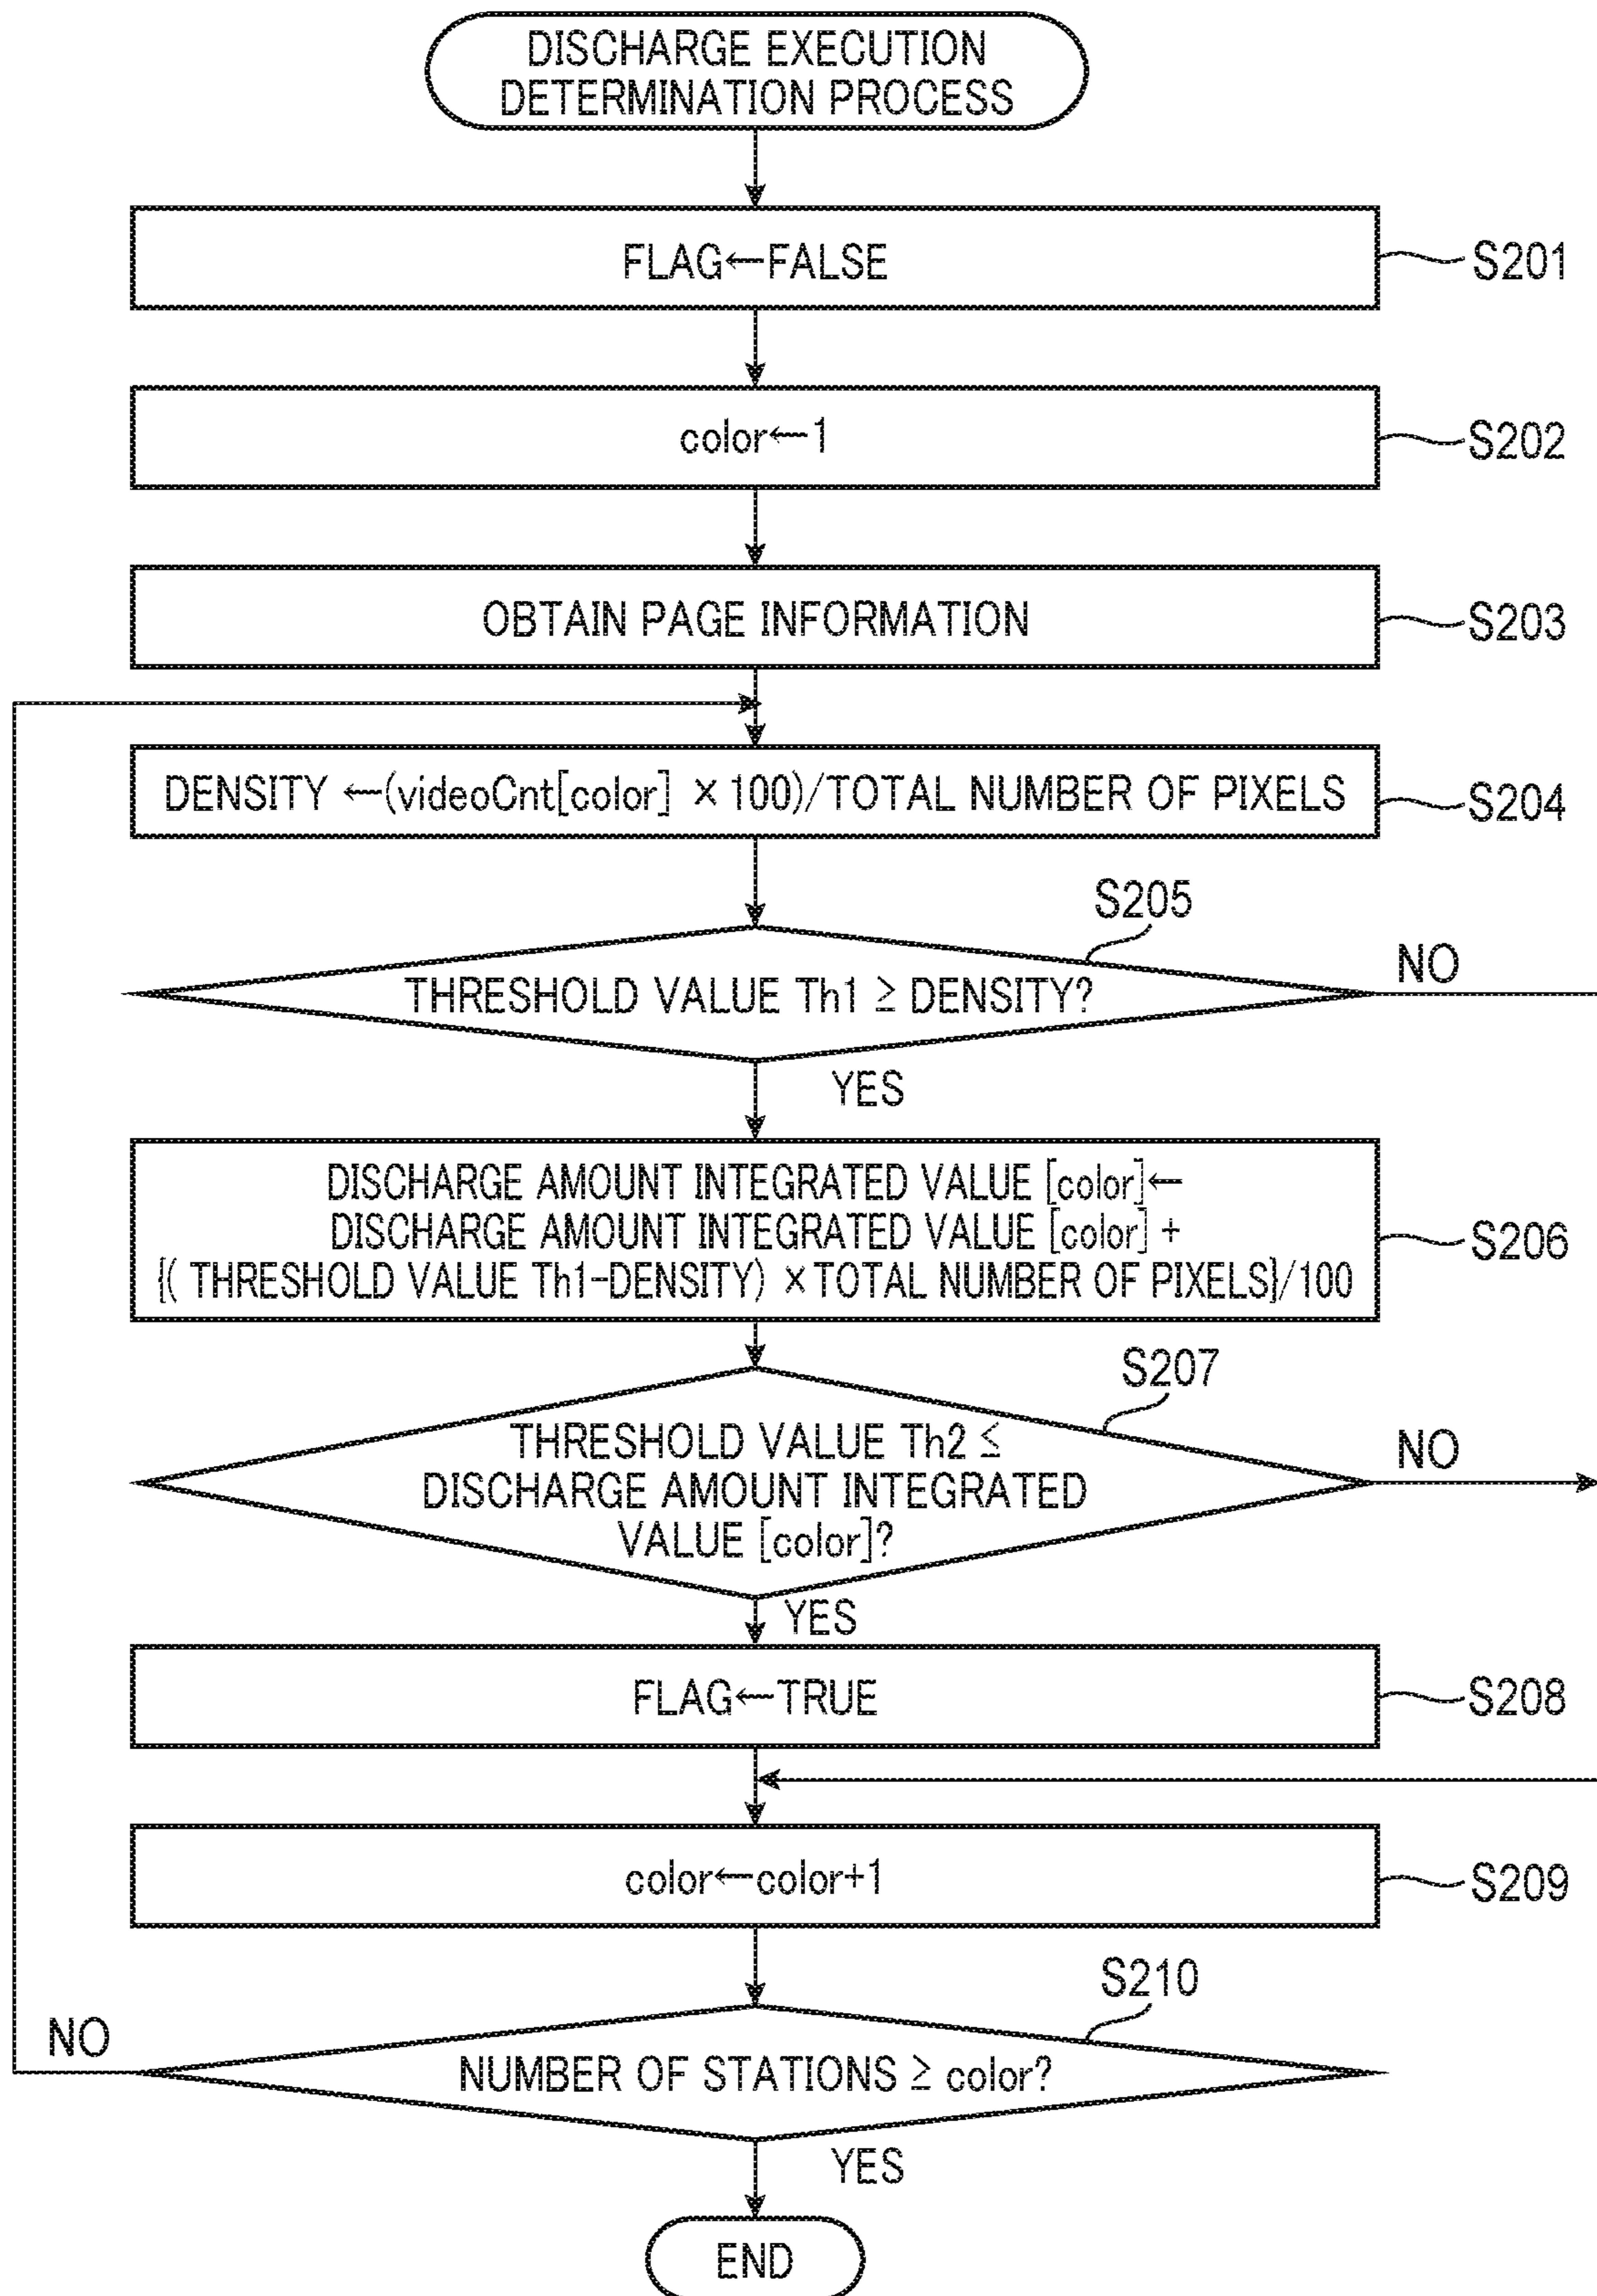 DISCHARGE EXECUTION
DETERMINATION PROCESS
FLAG←FALSE
S201
color←1
S202
OBTAIN PAGE INFORMATION
S203
DENSITY ←(videoCnt[color] ×100)/TOTAL NUMBER OF PIXELS
S204
S205
THRESHOLD VALUE Th1 ≥ DENSITY?
NO
YES
DISCHARGE AMOUNT INTEGRATED VALUE [color]←
DISCHARGE AMOUNT INTEGRATED VALUE [color] +
{( THRESHOLD VALUE Th1-DENSITY) ×TOTAL NUMBER OF PIXELS}/100
S206
S207
THRESHOLD VALUE Th2 ≤
DISCHARGE AMOUNT INTEGRATED
VALUE [color]?
NO
YES
FLAG←TRUE
S208
color←color+1
S209
S210
NO
NUMBER OF STATIONS ≥ color?
YES
END